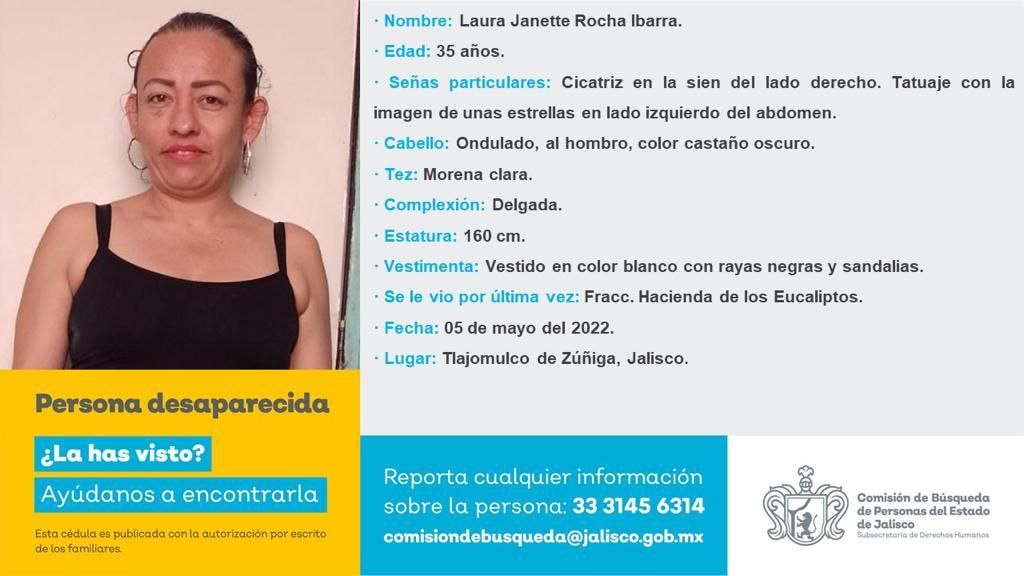 · Nombre: Laura Janette Rocha Ibarra.
· Edad: 35 años.
· Señas particulares: Cicatriz en la sien del lado derecho. Tatuaje con la
imagen de unas estrellas en lado izquierdo del abdomen.
· Cabello: Ondulado, al hombro, color castaño oscuro.
· Tez: Morena clara.
· Complexión: Delgada.
· Estatura: 160 cm.
· Vestimenta: Vestido en color blanco con rayas negras y sandalias.
· Se le vio por última vez: Fracc. Hacienda de los Eucaliptos.
· Fecha: 05 de mayo del 2022.
· Lugar: Tlajomulco de Zúñiga, Jalisco.
Persona desaparecida
¿La has visto?
Ayúdanos a encontrarla
Esta cédula es publicada con la autorización por escrito
de los familiares.
Reporta cualquier información
sobre la persona: 33 3145 6314
comisiondebusqueda@jalisco.gob.mx
Comisión de Búsqueda
de Personas del Estado
de Jalisco
Subsecretaría de Derechos Humanos